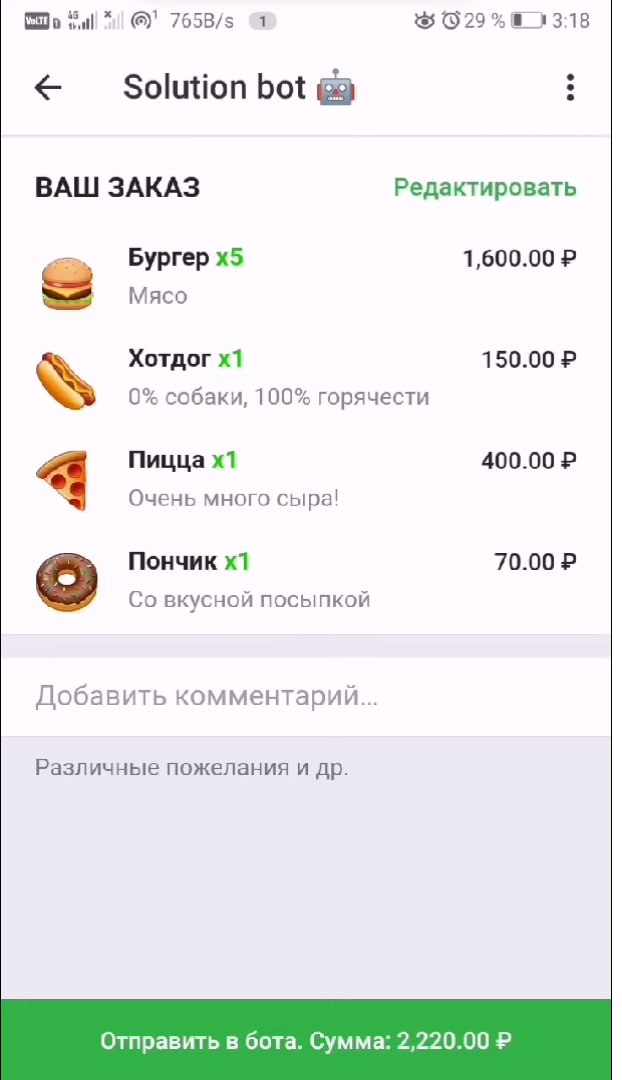 VoLTE 4G 1 765B/s 1 29 % 3:18
Solution bot
ВАШ ЗАКАЗ Редактировать
Бургер x5 1,600.00 ₽
Мясо
Хотдог x1 150.00 ₽
0% собаки, 100% горячести
Пицца x1 400.00 ₽
Очень много сыра!
Пончик x1 70.00 ₽
Со вкусной посыпкой
Добавить комментарий...
Различные пожелания и др.
Отправить в бота. Сумма: 2,220.00 ₽